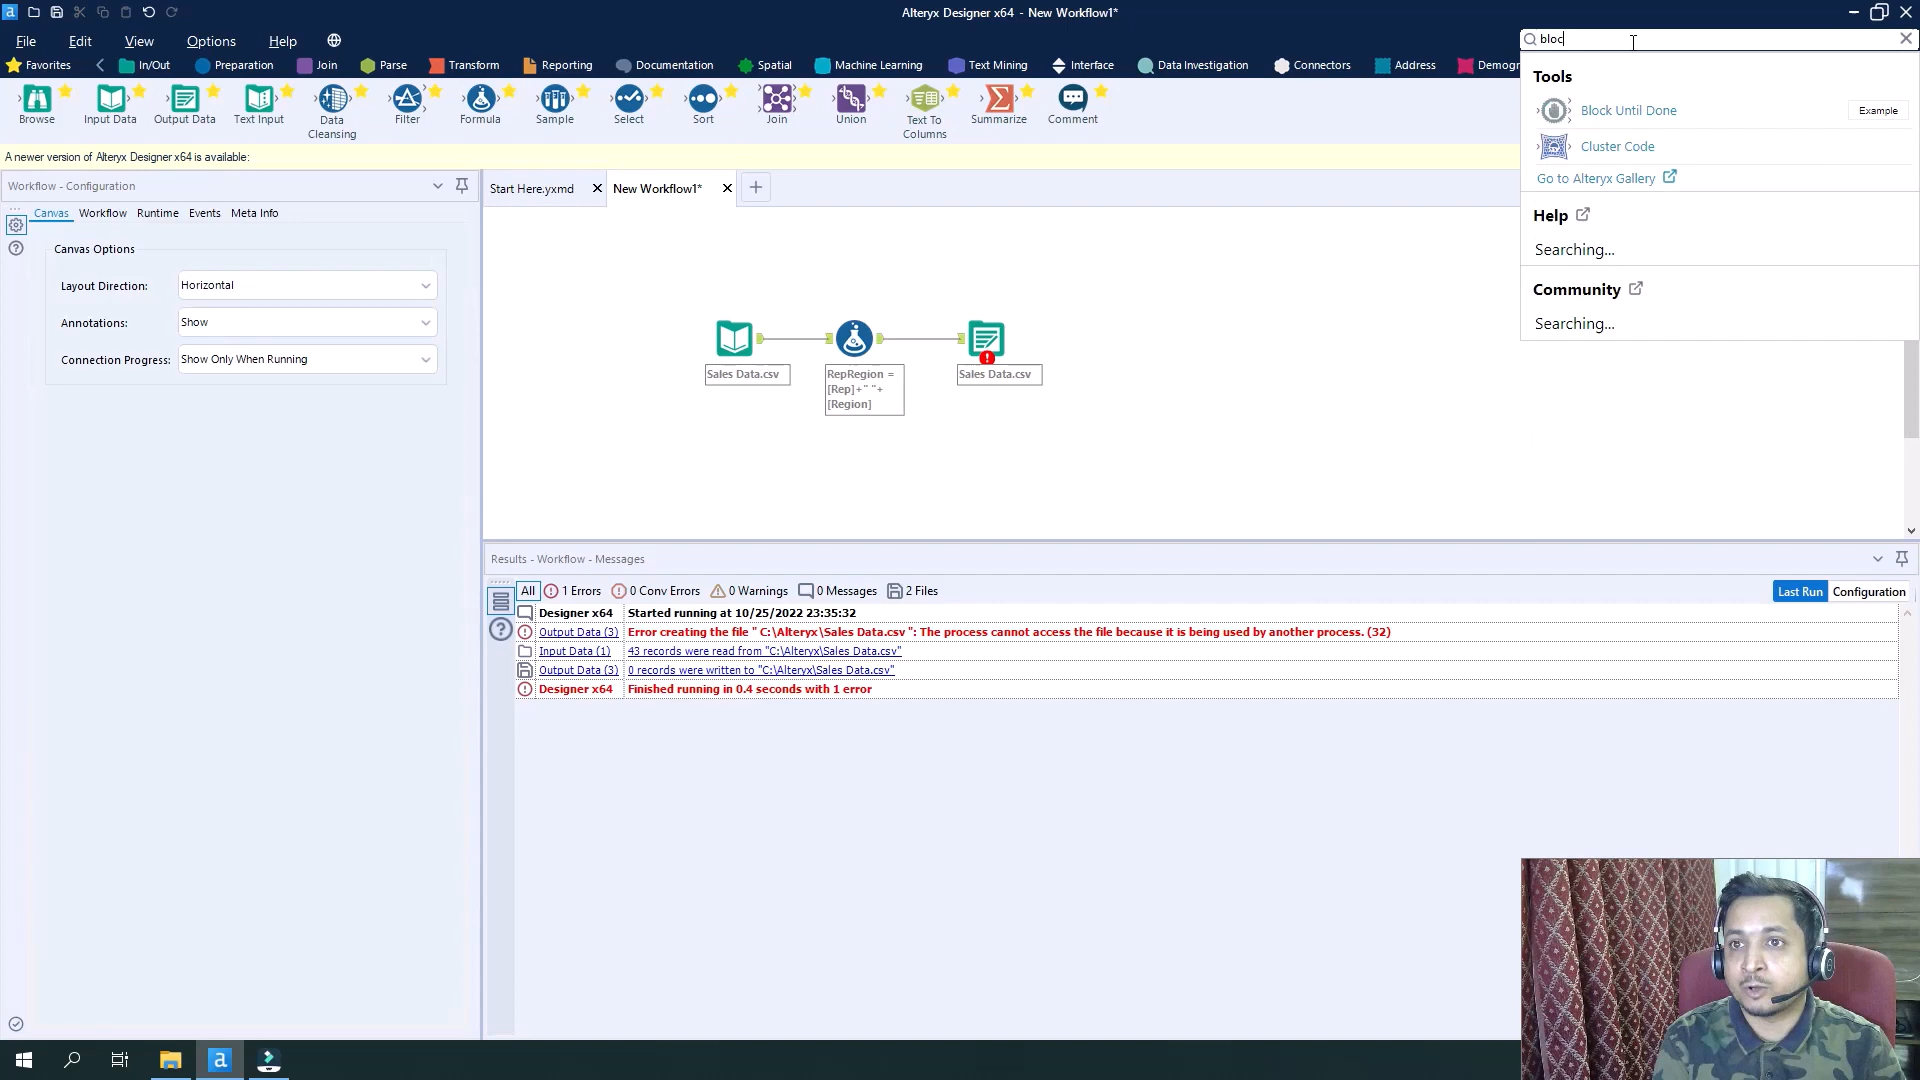 Alteryx Designer x64 - New Workflow1*
File Edit View Options Help
bloc
Favorites In/Out Preparation Join Parse Transform Reporting Documentation Spatial Machine Learning Text Mining Interface Data Investigation Connectors Address Demogr
Browse Input Data Output Data Text Input Data Cleansing Filter Formula Sample Select Sort Join Union Text To Columns Summarize Comment
Tools
Block Until Done Example
Cluster Code
Go to Alteryx Gallery
Help
Searching...
Community
Searching...
A newer version of Alteryx Designer x64 is available:
Workflow - Configuration
Start Here.yxmd New Workflow1*
Canvas Workflow Runtime Events Meta Info
Canvas Options
Layout Direction: Horizontal
Annotations: Show
Connection Progress: Show Only When Running
Sales Data.csv
RepRegion =
[Rep]+" "+
[Region]
Sales Data.csv
Results - Workflow - Messages
All 1 Errors 0 Conv Errors 0 Warnings 0 Messages 2 Files Last Run Configuration
Designer x64 Started running at 10/25/2022 23:35:32
Output Data (3) Error creating the file " C:\Alteryx\Sales Data.csv ": The process cannot access the file because it is being used by another process. (32)
Input Data (1) 43 records were read from "C:\Alteryx\Sales Data.csv"
Output Data (3) 0 records were written to "C:\Alteryx\Sales Data.csv"
Designer x64 Finished running in 0.4 seconds with 1 error